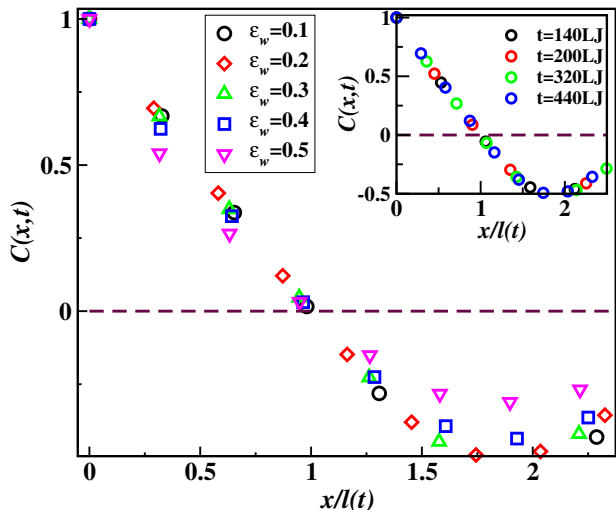 1
0.5
0
C(x,t)
0
0.5
1
1.5
2
x/l(t)
ε_w=0.1
ε_w=0.2
ε_w=0.3
ε_w=0.4
ε_w=0.5
1
0.5
0
-0.5
C(x,t)
0
1
2
x/l(t)
t=140LJ
t=200LJ
t=320LJ
t=440LJ